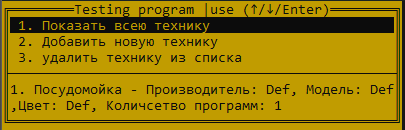 Testing program |use (↑/↓/Enter)
1. Показать всею технику
2. Добавить новую технику
3. удалить технику из списка
1. Посудомойка - Производитель: Def, Модель: Def
,Цвет: Def, Количсетво программ: 1